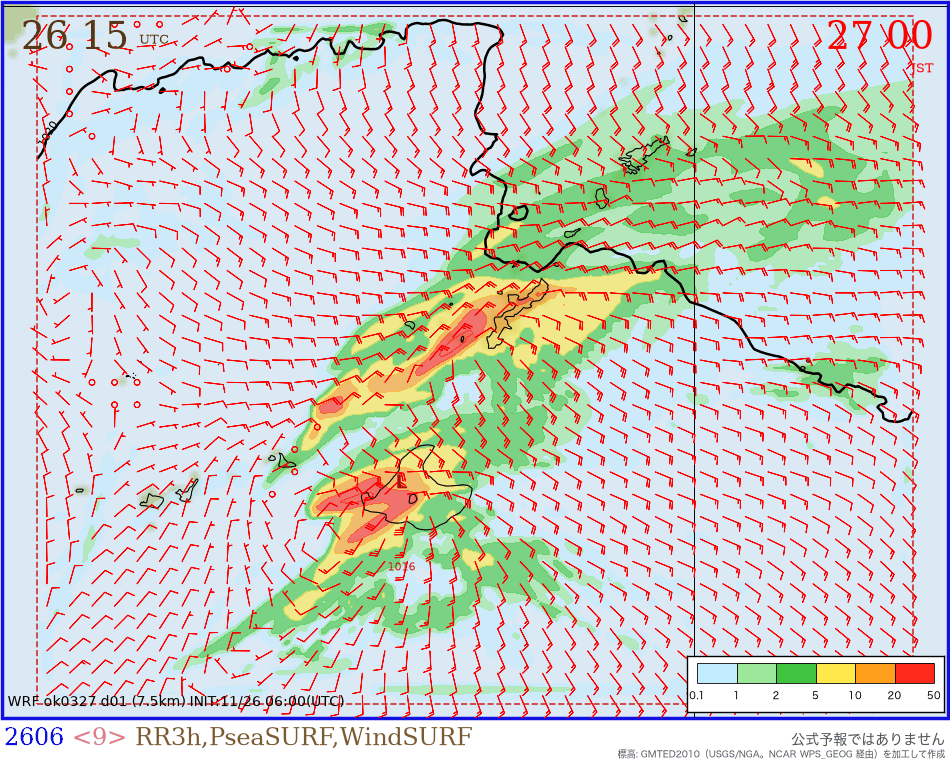 26 15 UTC
27 00
JST
1020
L
1016
0.1 1 2 5 10 20 50
WRF ok0327 d01 (7.5km) INIT:11/26 06:00(UTC)
2606 <9> RR3h,PseaSURF,WindSURF
公式予報ではありません
標高: GMTED2010（USGS/NGA。NCAR WPS_GEOG 経由）を加工して作成